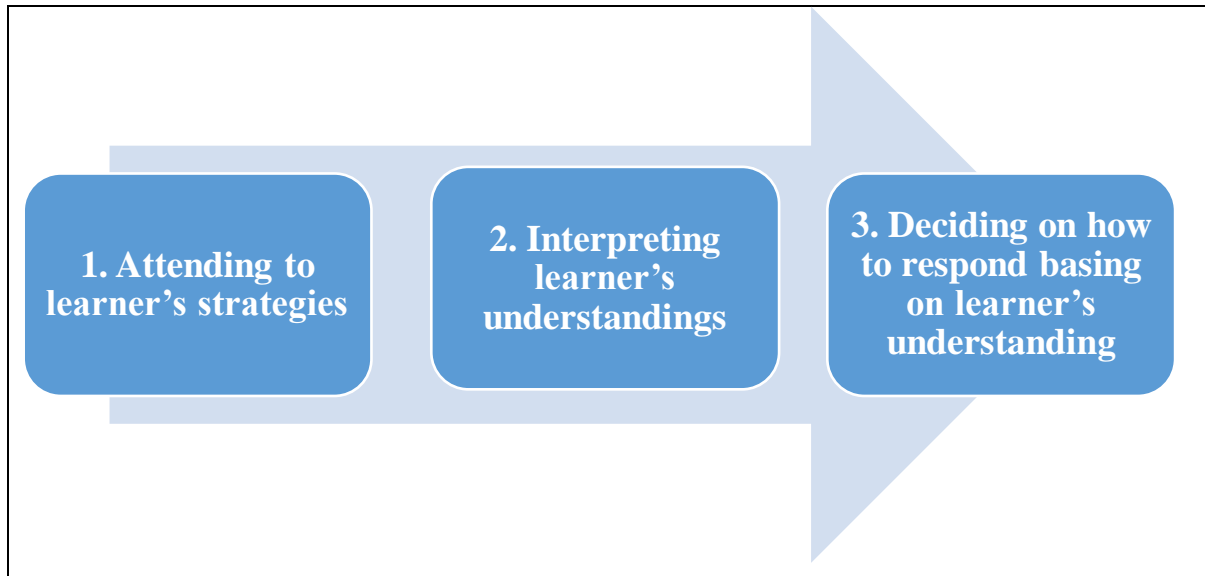 1. Attending to
learner’s strategies
2. Interpreting
learner’s
understandings
3. Deciding on how
to respond basing
on learner’s
understanding